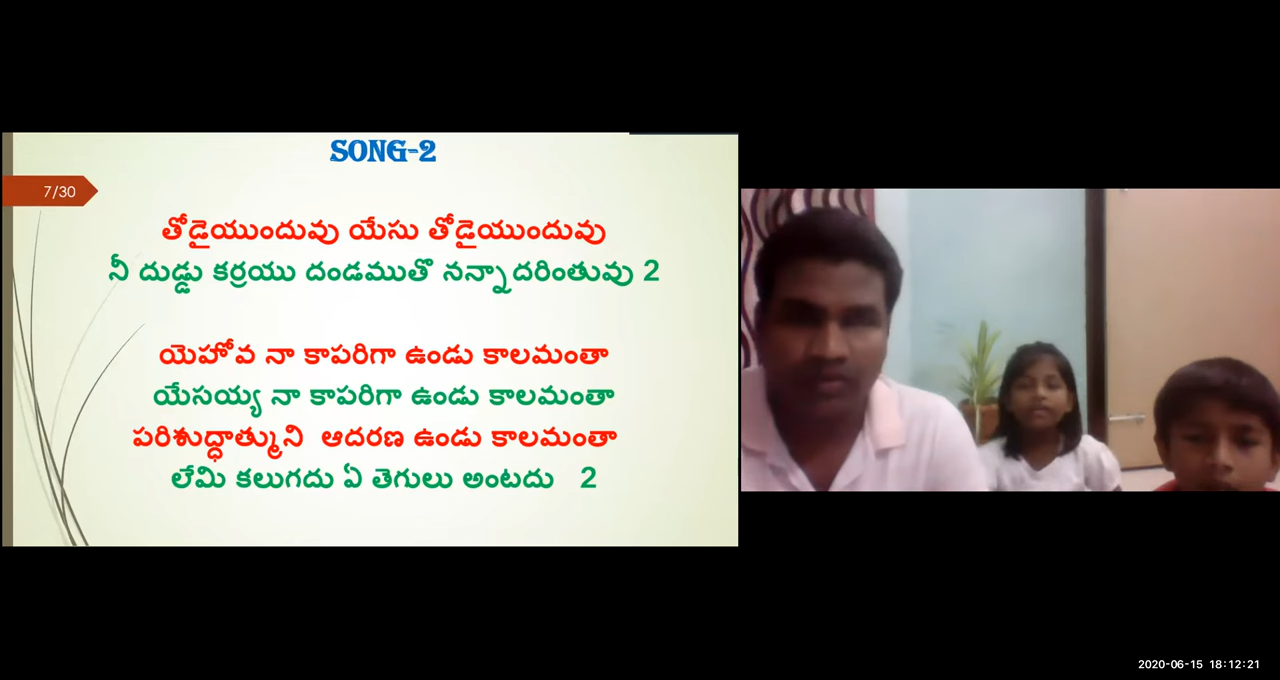 SONG-2
7/30
తోడైయుందువు యేసు తోడైయుందువు
నీ దుడ్డు కర్రయు దండముతొ నన్నాదరింతువు 2
యెహోవ నా కాపరిగా ఉండు కాలమంతా
యేసయ్య నా కాపరిగా ఉండు కాలమంతా
పరిశుద్ధాత్ముని ఆదరణ ఉండు కాలమంతా
లేమి కలుగదు ఏ తెగులు అంటదు 2
2020-06-15 18:12:21